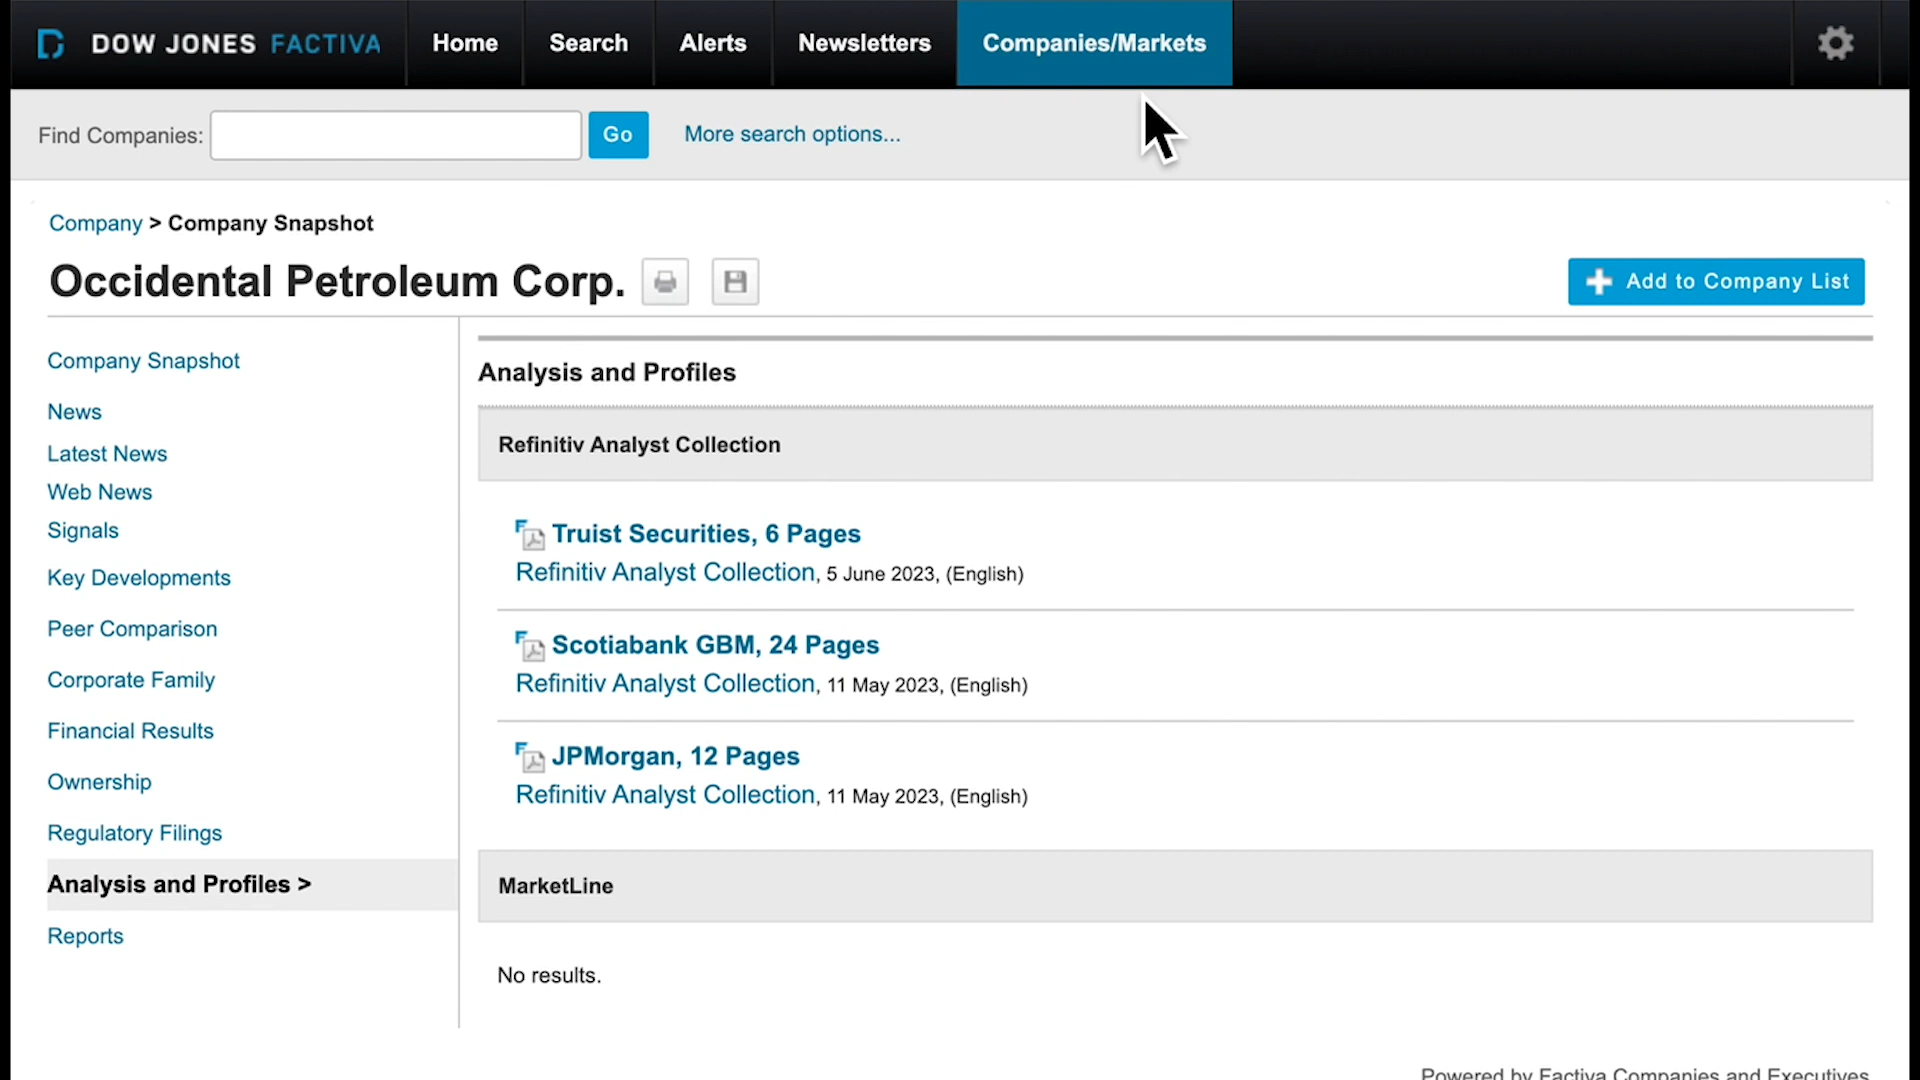 DOW JONES FACTIVA Home Search Alerts Newsletters Companies/Markets
Find Companies: Go More search options...
Company > Company Snapshot
Occidental Petroleum Corp. Add to Company List
Company Snapshot
News
Latest News
Web News
Signals
Key Developments
Peer Comparison
Corporate Family
Financial Results
Ownership
Regulatory Filings
Analysis and Profiles >
Reports
Analysis and Profiles
Refinitiv Analyst Collection
Truist Securities, 6 Pages
Refinitiv Analyst Collection, 5 June 2023, (English)
Scotiabank GBM, 24 Pages
Refinitiv Analyst Collection, 11 May 2023, (English)
JPMorgan, 12 Pages
Refinitiv Analyst Collection, 11 May 2023, (English)
MarketLine
No results.
Powered by Factiva Companies and Executives